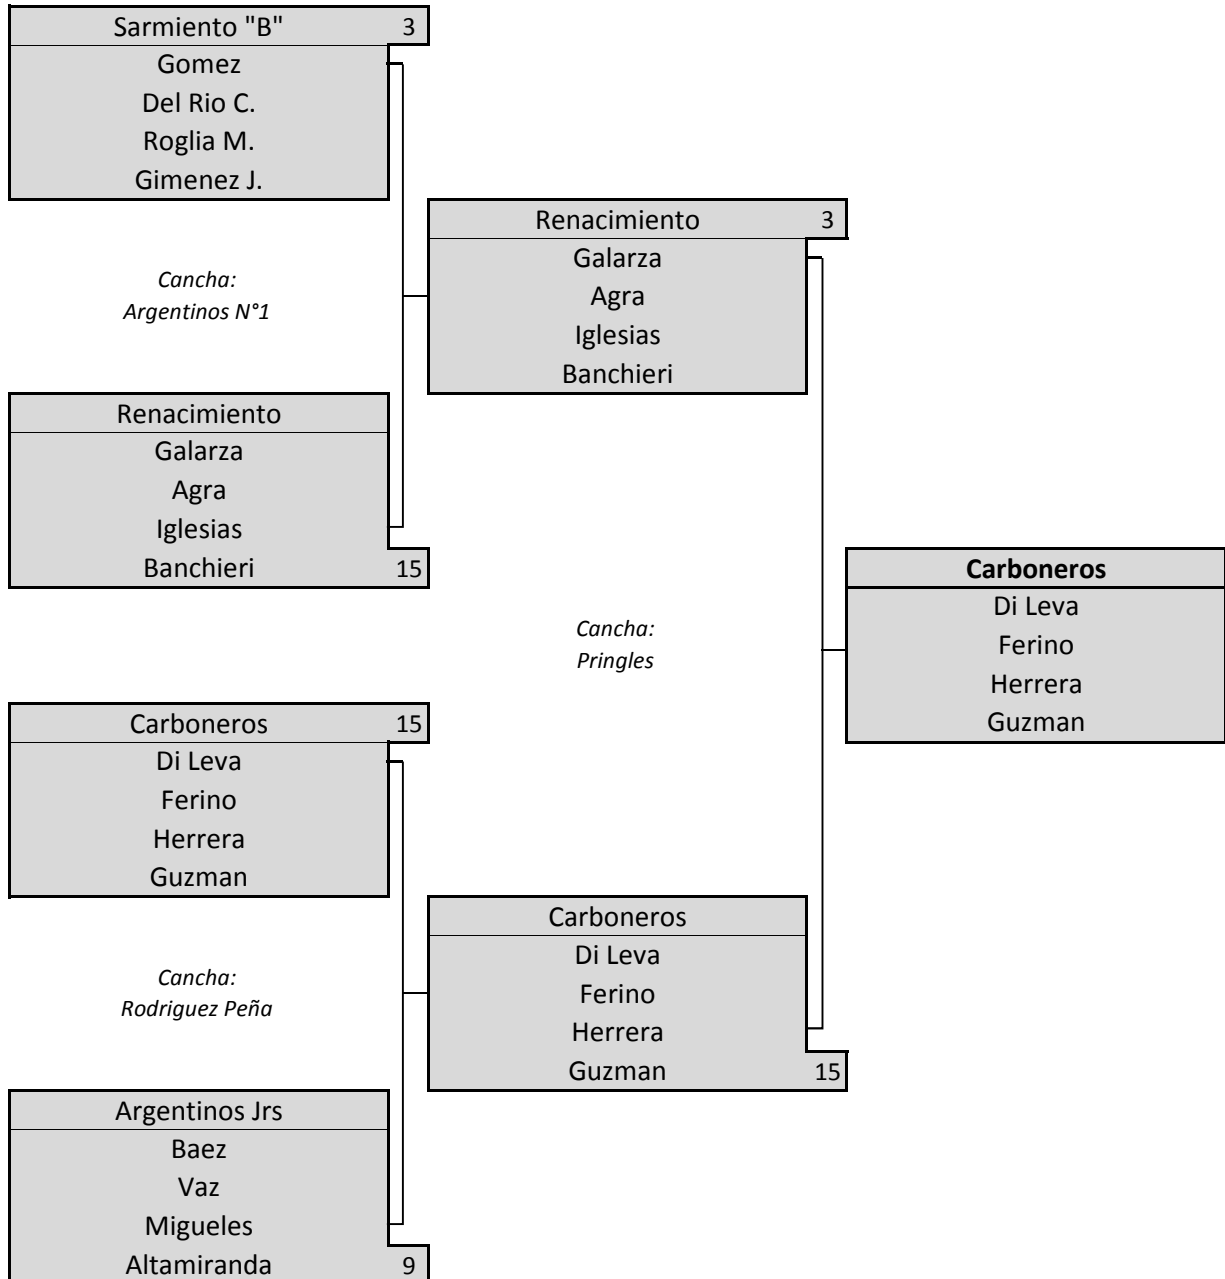 Sarmiento "B" 3
Gomez
Del Rio C.
Roglia M.
Gimenez J.
Cancha:
Argentinos N°1
Renacimiento
Galarza
Agra
Iglesias
Banchieri 15
Renacimiento 3
Galarza
Agra
Iglesias
Banchieri
Cancha:
Pringles
Carboneros 15
Di Leva
Ferino
Herrera
Guzman
Cancha:
Rodriguez Peña
Argentinos Jrs
Baez
Vaz
Migueles
Altamiranda 9
Carboneros
Di Leva
Ferino
Herrera
Guzman 15
Carboneros
Di Leva
Ferino
Herrera
Guzman